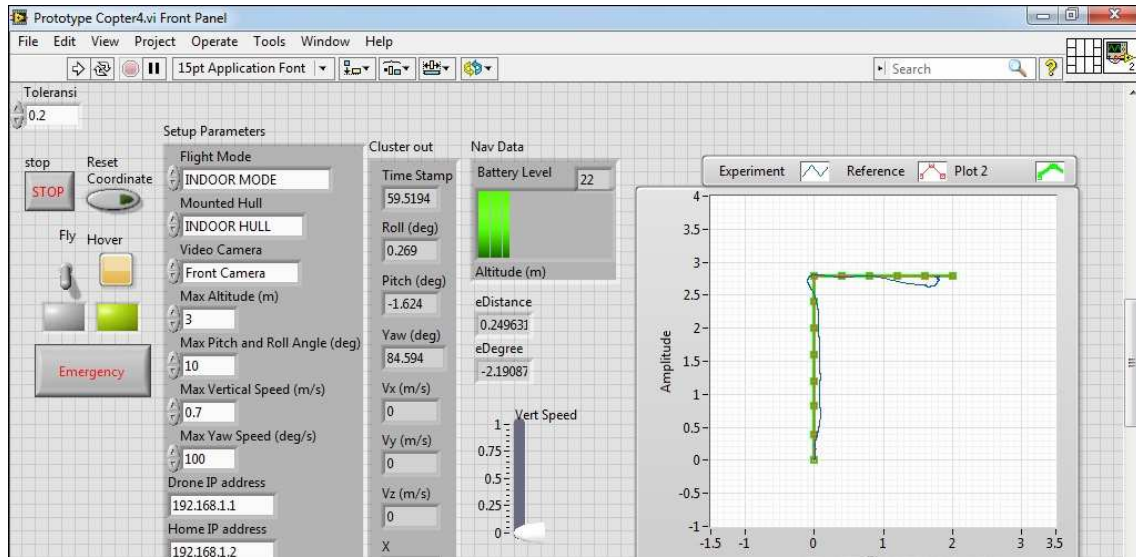 Prototype Copter4.vi Front Panel
File Edit View Project Operate Tools Window Help
15pt Application Font
Search
2
Toleransi
0.2
stop
STOP
Reset
Coordinate
Fly
Hover
Emergency
Setup Parameters
Flight Mode
INDOOR MODE
Mounted Hull
INDOOR HULL
Video Camera
Front Camera
Max Altitude (m)
3
Max Pitch and Roll Angle (deg)
10
Max Vertical Speed (m/s)
0.7
Max Yaw Speed (deg/s)
100
Drone IP address
192.168.1.1
Home IP address
192.168.1.2
Cluster out
Time Stamp
59.5194
Roll (deg)
0.269
Pitch (deg)
-1.624
Yaw (deg)
84.594
Vx (m/s)
0
Vy (m/s)
0
Vz (m/s)
0
X
Nav Data
Battery Level
22
Altitude (m)
eDistance
0.249631
eDegree
-2.19087
Vert Speed
1
0.75
0.5
0.25
0
Experiment
Reference
Plot 2
Amplitude
4
3.5
3
2.5
2
1.5
1
0.5
0
-0.5
-1
-1.5 -1 0 1 2 3 3.5